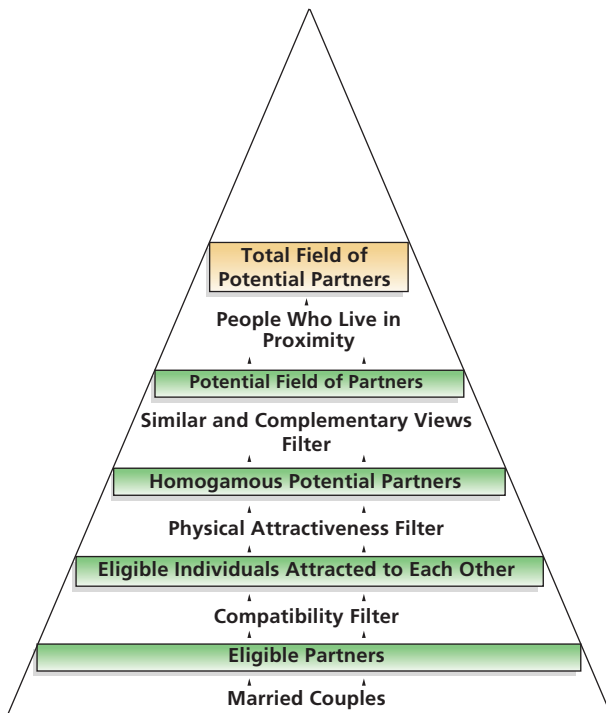 Total Field of
Potential Partners
People Who Live in
Proximity
Potential Field of Partners
Similar and Complementary Views
Filter
Homogamous Potential Partners
Physical Attractiveness Filter
Eligible Individuals Attracted to Each Other
Compatibility Filter
Eligible Partners
Married Couples